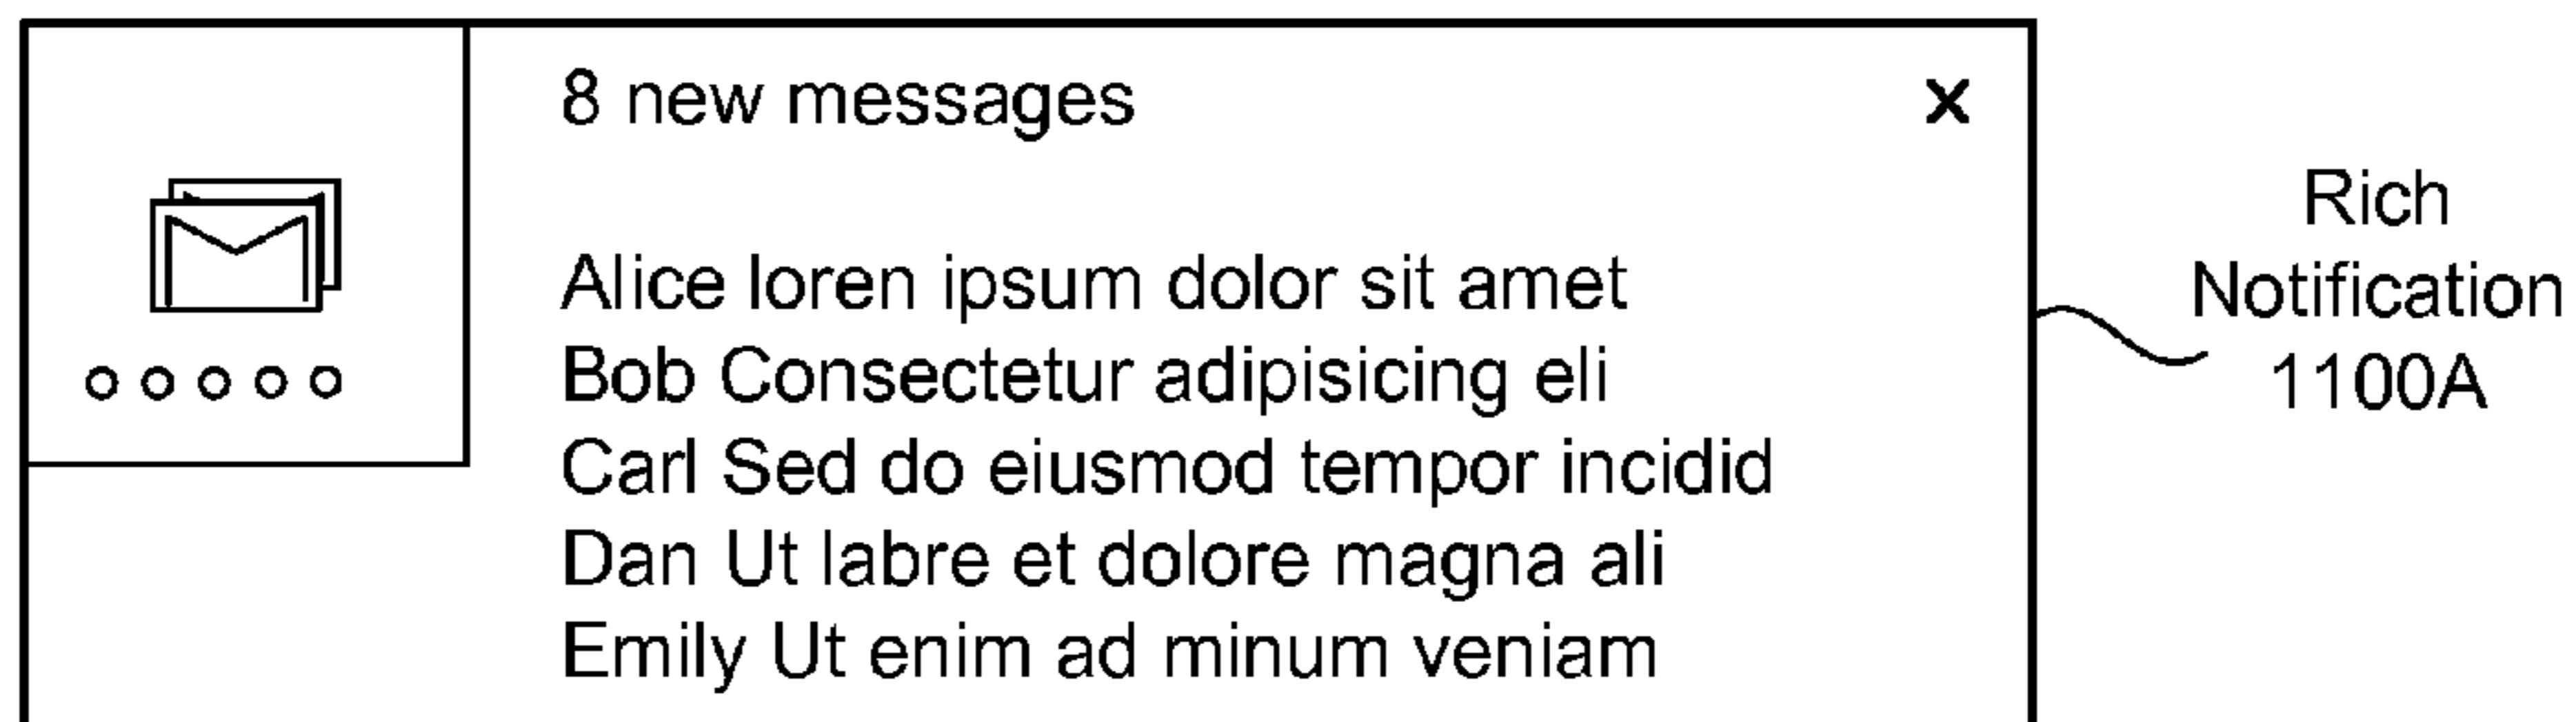 8 new messages x
Alice loren ipsum dolor sit amet
Bob Consectetur adipisicing eli
Carl Sed do eiusmod tempor incidid
Dan Ut labre et dolore magna ali
Emily Ut enim ad minum veniam
Rich
Notification
1100A